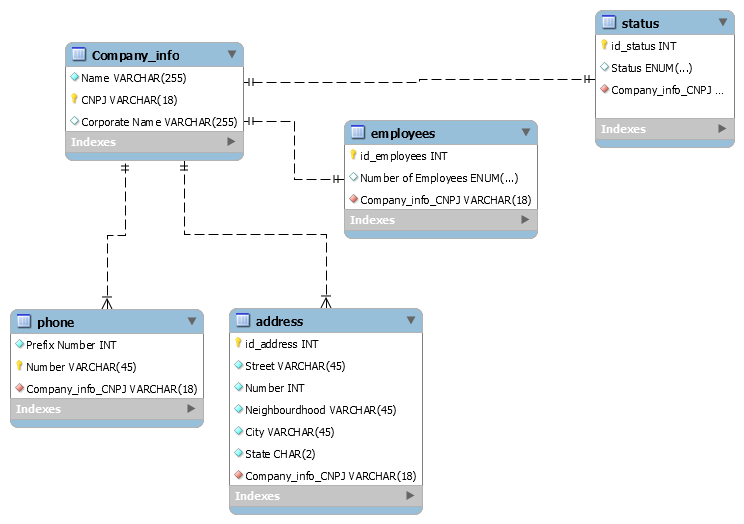 Company_info
Name VARCHAR(255)
CNPJ VARCHAR(18)
Corporate Name VARCHAR(255)
Indexes
status
id_status INT
Status ENUM(...)
Company_info_CNPJ ...
Indexes
employees
id_employees INT
Number of Employees ENUM(...)
Company_info_CNPJ VARCHAR(18)
Indexes
phone
Prefix Number INT
Number VARCHAR(45)
Company_info_CNPJ VARCHAR(18)
Indexes
address
id_address INT
Street VARCHAR(45)
Number INT
Neighbourdhood VARCHAR(45)
City VARCHAR(45)
State CHAR(2)
Company_info_CNPJ VARCHAR(18)
Indexes